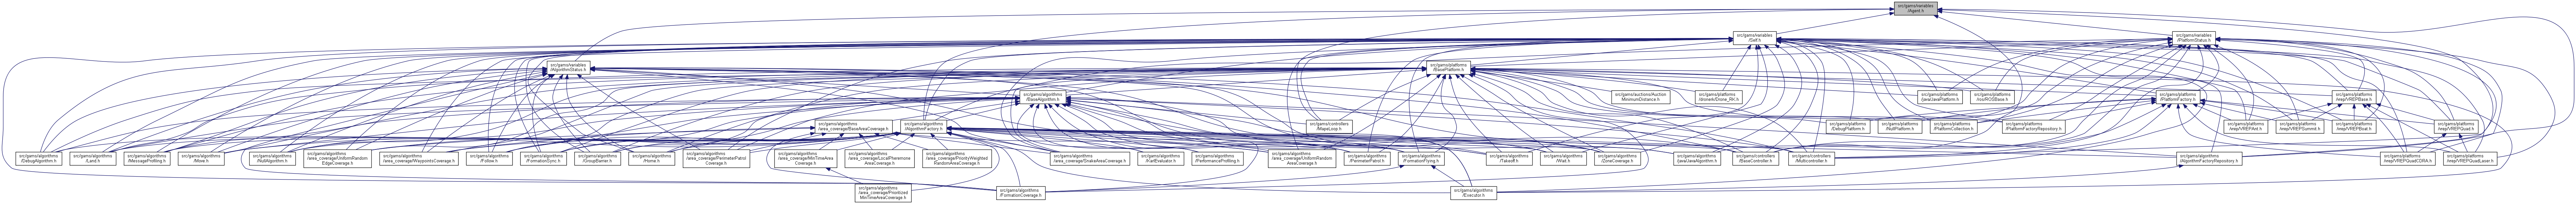 src/gams/variables
/Agent.h
src/gams/variables
/Self.h
src/gams/variables
/PlatformStatus.h
src/gams/variables
/AlgorithmStatus.h
src/gams/platforms
/BasePlatform.h
src/gams/algorithms
/BaseAlgorithm.h
src/gams/auctions/Auction
MinimumDistance.h
src/gams/platforms
/dronerk/Drone_RK.h
src/gams/platforms
/java/JavaPlatform.h
src/gams/platforms
/ros/ROSBase.h
src/gams/platforms
/PlatformFactory.h
src/gams/platforms
/vrep/VREPBase.h
src/gams/algorithms
/area_coverage/BaseAreaCoverage.h
src/gams/algorithms
/AlgorithmFactory.h
src/gams/controllers
/MapeLoop.h
src/gams/platforms
/DebugPlatform.h
src/gams/platforms
/NullPlatform.h
src/gams/platforms
/PlatformCollection.h
src/gams/platforms
/PlatformFactoryRepository.h
src/gams/platforms
/vrep/VREPAnt.h
src/gams/platforms
/vrep/VREPSummit.h
src/gams/platforms
/vrep/VREPBoat.h
src/gams/platforms
/vrep/VREPQuad.h
src/gams/algorithms
/DebugAlgorithm.h
src/gams/algorithms
/Land.h
src/gams/algorithms
/MessageProfiling.h
src/gams/algorithms
/Move.h
src/gams/algorithms
/NullAlgorithm.h
src/gams/algorithms
/area_coverage/UniformRandom
EdgeCoverage.h
src/gams/algorithms
/area_coverage/WaypointsCoverage.h
src/gams/algorithms
/Follow.h
src/gams/algorithms
/FormationSync.h
src/gams/algorithms
/GroupBarrier.h
src/gams/algorithms
/Home.h
src/gams/algorithms
/area_coverage/PerimeterPatrol
Coverage.h
src/gams/algorithms
/area_coverage/MinTimeArea
Coverage.h
src/gams/algorithms
/area_coverage/LocalPheremone
AreaCoverage.h
src/gams/algorithms
/area_coverage/PriorityWeighted
RandomAreaCoverage.h
src/gams/algorithms
/area_coverage/SnakeAreaCoverage.h
src/gams/algorithms
/KarlEvaluator.h
src/gams/algorithms
/PerformanceProfiling.h
src/gams/algorithms
/area_coverage/UniformRandom
AreaCoverage.h
src/gams/algorithms
/PerimeterPatrol.h
src/gams/algorithms
/FormationFlying.h
src/gams/algorithms
/Takeoff.h
src/gams/algorithms
/Wait.h
src/gams/algorithms
/ZoneCoverage.h
src/gams/algorithms
/java/JavaAlgorithm.h
src/gams/controllers
/BaseController.h
src/gams/controllers
/Multicontroller.h
src/gams/algorithms
/AlgorithmFactoryRepository.h
src/gams/platforms
/vrep/VREPQuadCDRA.h
src/gams/platforms
/vrep/VREPQuadLaser.h
src/gams/algorithms
/area_coverage/Prioritized
MinTimeAreaCoverage.h
src/gams/algorithms
/FormationCoverage.h
src/gams/algorithms
/Executor.h